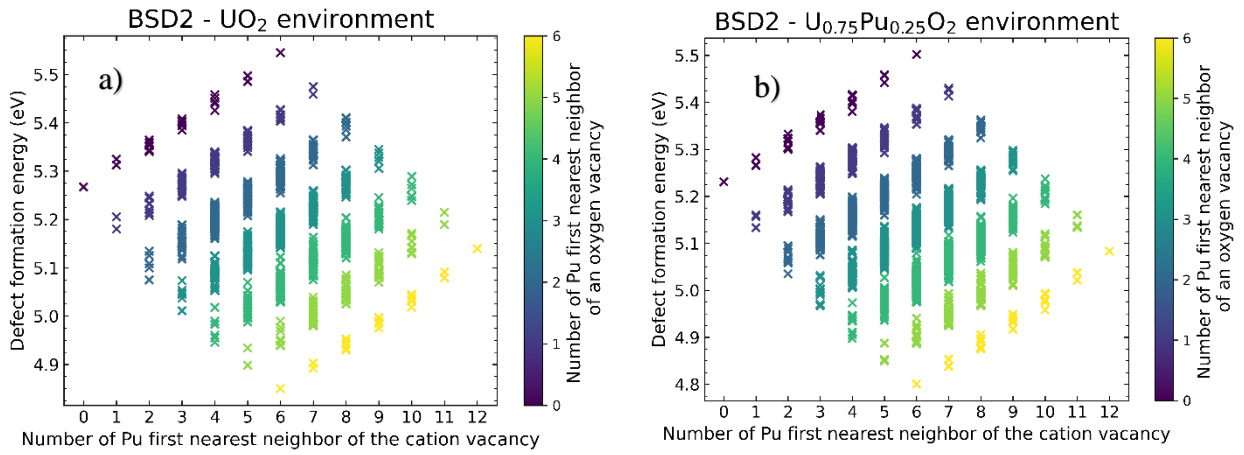 BSD2 - UO₂ environment
a)
5.5
5.4
5.3
5.2
5.1
5.0
4.9
Defect formation energy (eV)
0 1 2 3 4 5 6 7 8 9 10 11 12
Number of Pu first nearest neighbor of the cation vacancy
6
5
4
3
2
1
0
Number of Pu first nearest neighbor
of an oxygen vacancy
BSD2 - U₀.₇₅Pu₀.₂₅O₂ environment
b)
5.5
5.4
5.3
5.2
5.1
5.0
4.9
4.8
Defect formation energy (eV)
0 1 2 3 4 5 6 7 8 9 10 11 12
Number of Pu first nearest neighbor of the cation vacancy
6
5
4
3
2
1
0
Number of Pu first nearest neighbor
of an oxygen vacancy